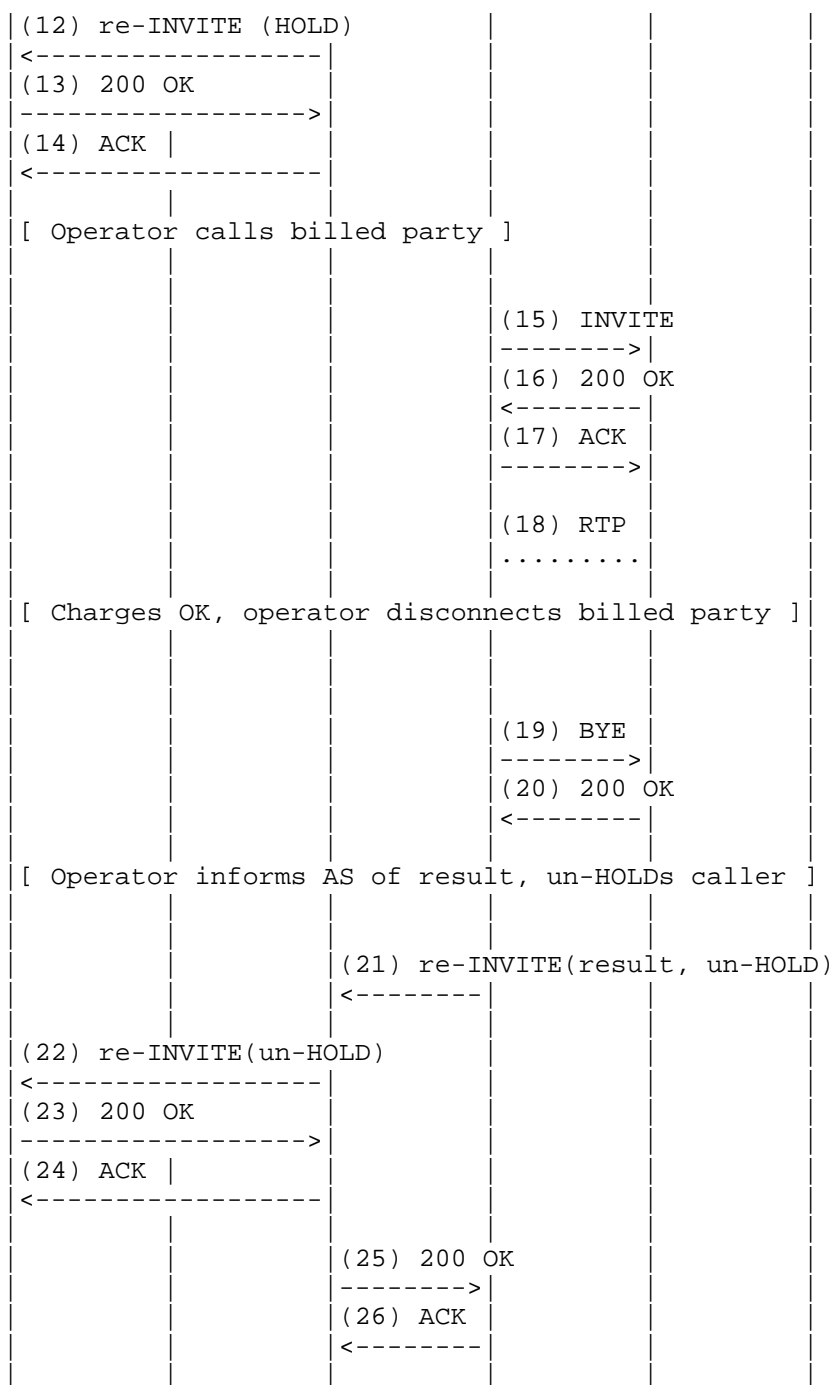 (12) re-INVITE (HOLD)
<------------------
(13) 200 OK
------------------>
(14) ACK |
<------------------
[ Operator calls billed party ]
(15) INVITE
-------->
(16) 200 OK
<--------
(17) ACK
-------->
(18) RTP
.........
[ Charges OK, operator disconnects billed party ]
(19) BYE
-------->
(20) 200 OK
<--------
[ Operator informs AS of result, un-HOLDs caller ]
(21) re-INVITE(result, un-HOLD)
<--------
(22) re-INVITE(un-HOLD)
<------------------
(23) 200 OK
------------------>
(24) ACK |
<------------------
(25) 200 OK
-------->
(26) ACK
<--------